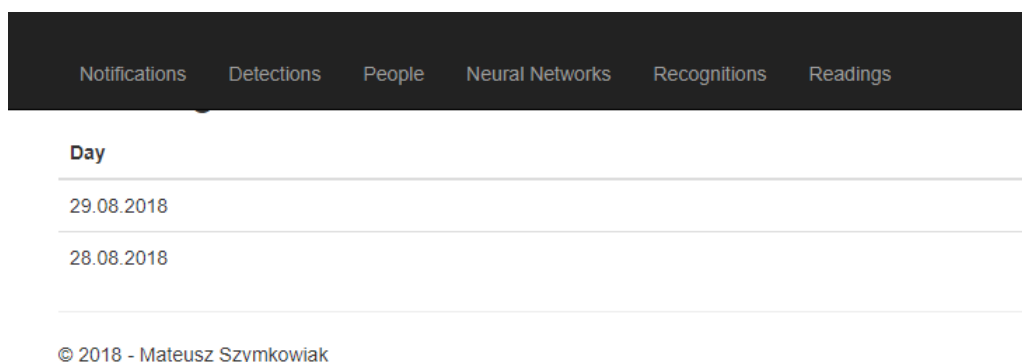 Notifications Detections People Neural Networks Recognitions Readings
Day
29.08.2018
28.08.2018
© 2018 - Mateusz Szymkowiak